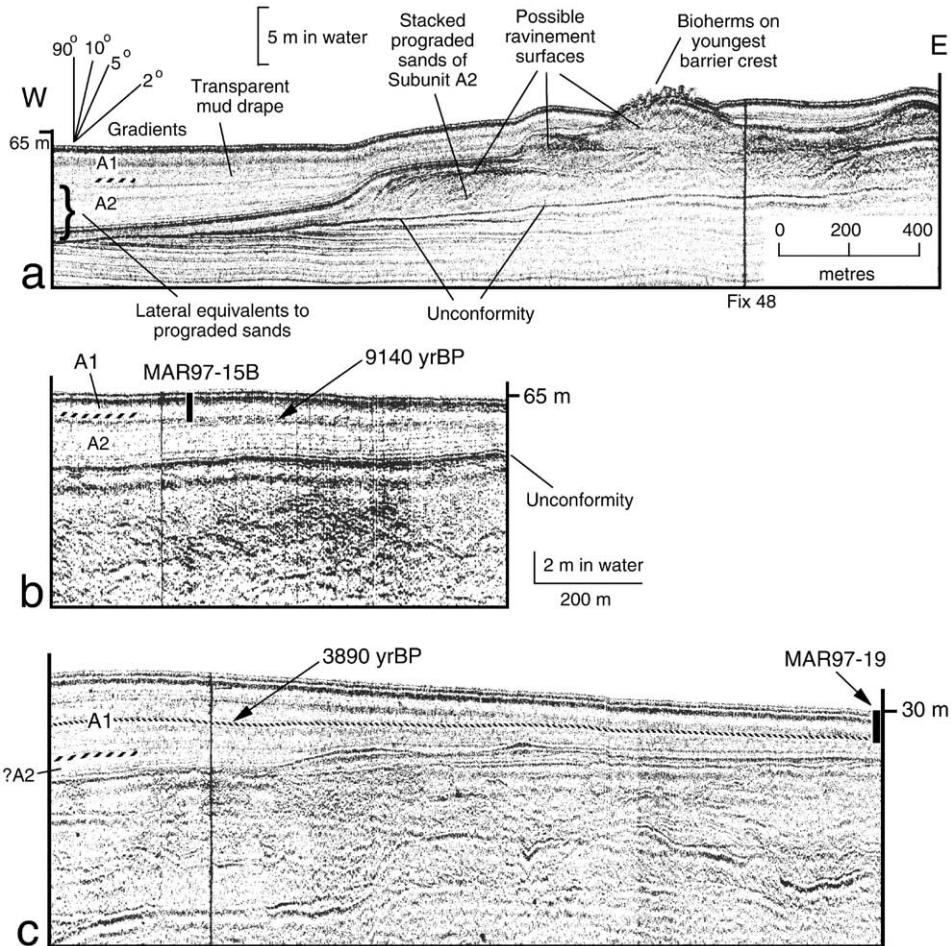 5 m in water
Stacked
prograded
sands of
Subunit A2
Possible
ravinement
surfaces
Bioherms on
youngest
barrier crest
E
90°
10°
5°
2°
W
Transparent
mud drape
Gradients
65 m
A1
A2
}
0 200 400
metres
a
Lateral equivalents to
prograded sands
Unconformity
Fix 48
A1
MAR97-15B
9140 yrBP
65 m
A2
Unconformity
2 m in water
200 m
b
3890 yrBP
MAR97-19
A1
30 m
?A2
c